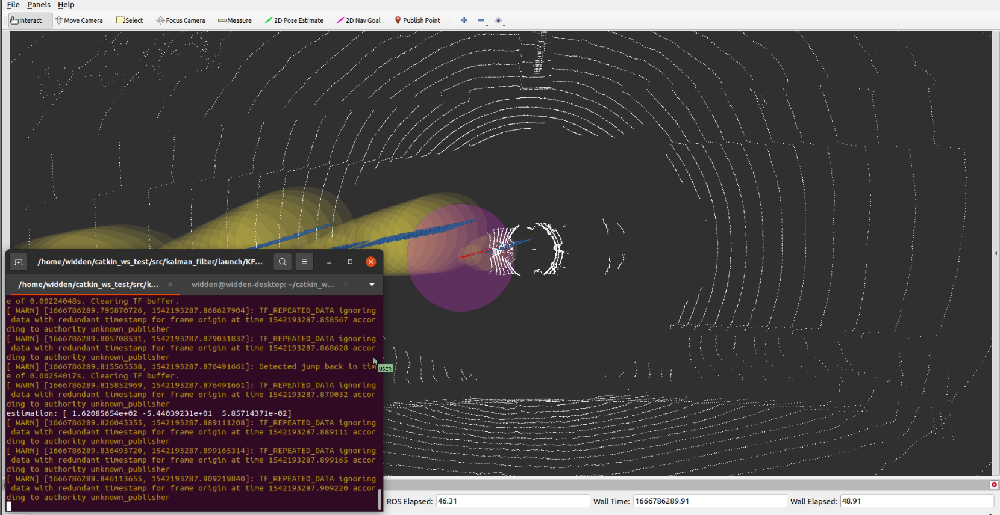 File Panels Help
Interact Move Camera Select Focus Camera Measure 2D Pose Estimate 2D Nav Goal Publish Point
/home/widden/catkin_ws_test/src/kalman_filter/launch/KF...
/home/widden/catkin_ws_test/src/k... widden@widden-desktop: ~/catkin_w...
e of 0.00224048s. Clearing TF buffer.
[ WARN] [1666786289.795870726, 1542193287.868627904]: TF_REPEATED_DATA ignoring
data with redundant timestamp for frame origin at time 1542193287.858567 accor
ding to authority unknown_publisher
[ WARN] [1666786289.805708531, 1542193287.879031832]: TF_REPEATED_DATA ignoring
data with redundant timestamp for frame origin at time 1542193287.868628 accor
ding to authority unknown_publisher
[ WARN] [1666786289.815565538, 1542193287.876491661]: Detected jump back in tim
USER
e of 0.00254017s. Clearing TF buffer.
[ WARN] [1666786289.815852969, 1542193287.876491661]: TF_REPEATED_DATA ignoring
data with redundant timestamp for frame origin at time 1542193287.879032 accor
ding to authority unknown_publisher
estimation: [ 1.62085654e+02 -5.44039231e+01  5.85714371e-02]
[ WARN] [1666786289.826043355, 1542193287.889111208]: TF_REPEATED_DATA ignoring
data with redundant timestamp for frame origin at time 1542193287.889111 accor
ding to authority unknown_publisher
[ WARN] [1666786289.836493720, 1542193287.899165314]: TF_REPEATED_DATA ignoring
data with redundant timestamp for frame origin at time 1542193287.899165 accor
ding to authority unknown_publisher
[ WARN] [1666786289.846113655, 1542193287.909219840]: TF_REPEATED_DATA ignoring
data with redundant timestamp for frame origin at time 1542193287.909220 accor
ding to authority unknown_publisher
ROS Elapsed: 46.31 Wall Time: 1666786289.91 Wall Elapsed: 48.91